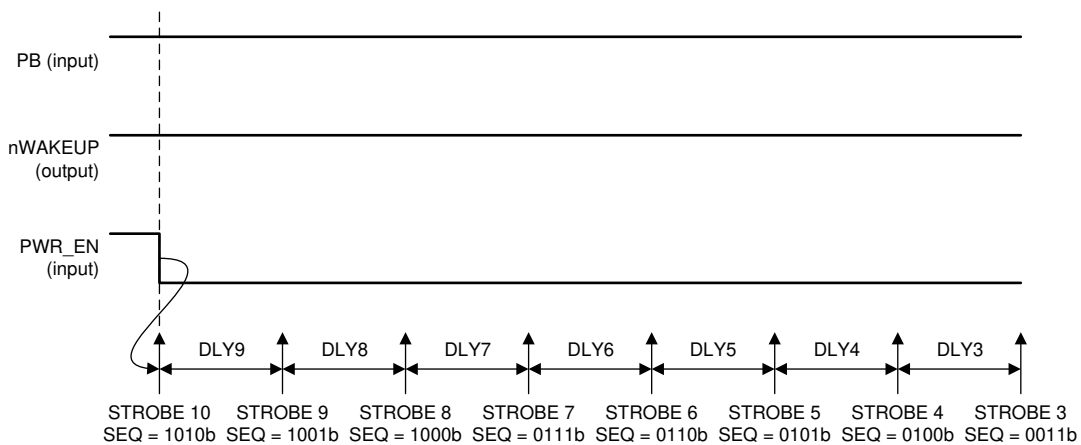 PB (input)
nWAKEUP
(output)
PWR_EN
(input)
DLY9 DLY8 DLY7 DLY6 DLY5 DLY4 DLY3
STROBE 10 STROBE 9 STROBE 8 STROBE 7 STROBE 6 STROBE 5 STROBE 4 STROBE 3
SEQ = 1010b SEQ = 1001b SEQ = 1000b SEQ = 0111b SEQ = 0110b SEQ = 0101b SEQ = 0100b SEQ = 0011b